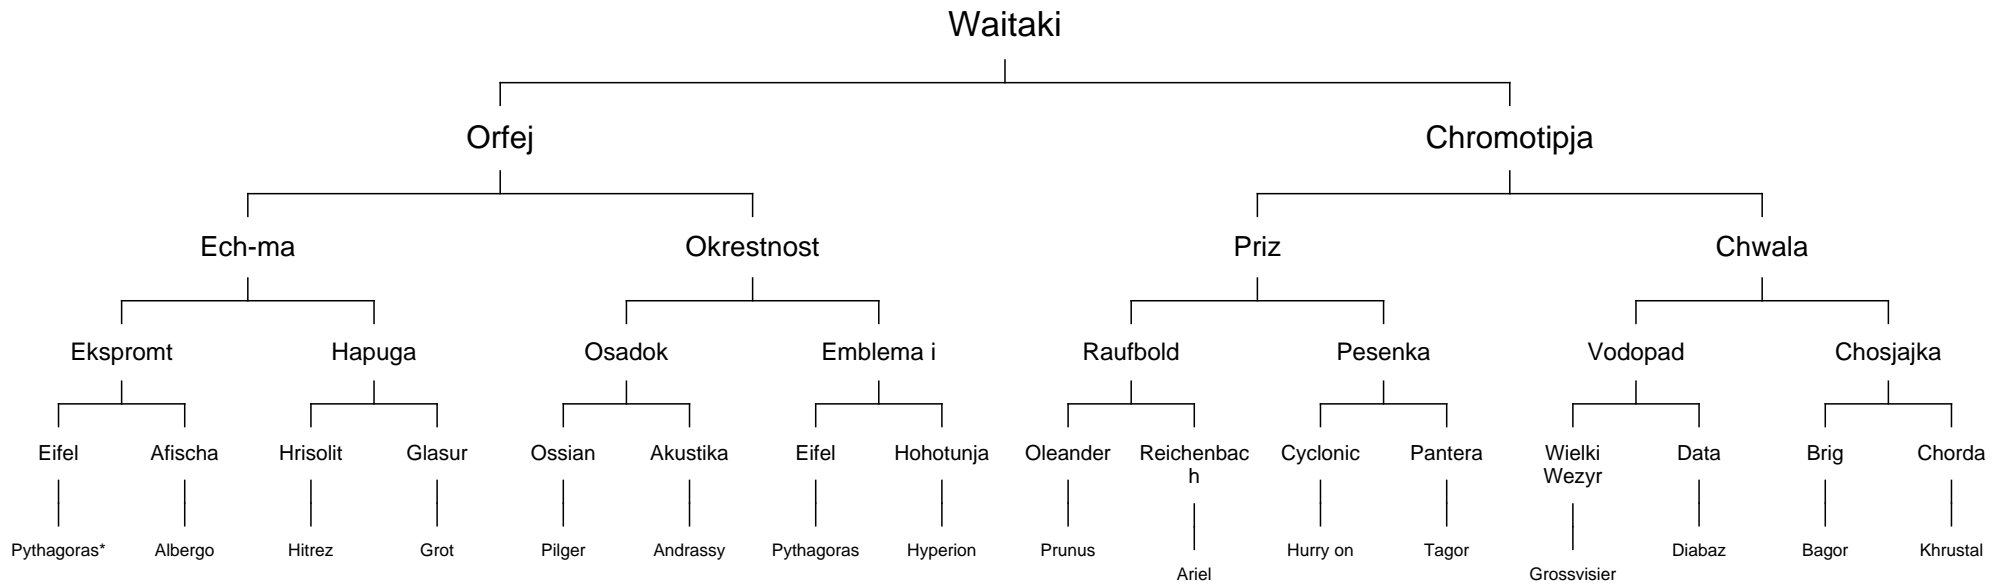 Waitaki
Orfej Chromotipja
Ech-ma Okrestnost Priz Chwala
Ekspromt Hapuga Osadok Emblema i Raufbold Pesenka Vodopad Chosjajka
Eifel Afischa Hrisolit Glasur Ossian Akustika Eifel Hohotunja Oleander Reichenbac Cyclonic Pantera Wielki Data Brig Chorda
h Wezyr
Pythagoras* Albergo Hitrez Grot Pilger Andrassy Pythagoras Hyperion Prunus Hurry on Tagor Diabaz Bagor Khrustal
Ariel Grossvisier